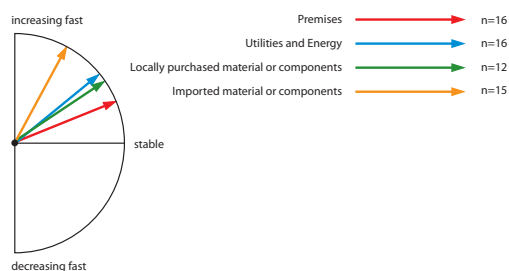 increasing fast
Premises n=16
Utilities and Energy n=16
Locally purchased material or components n=12
Imported material or components n=15
stable
decreasing fast